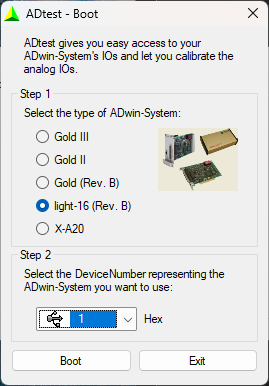 ADtest - Boot
ADtest gives you easy access to your
ADwin-System's IOs and let you calibrate the
analog IOs.
Step 1
Select the type of ADwin-System:
Gold III
Gold II
Gold (Rev. B)
light-16 (Rev. B)
X-A20
Step 2
Select the DeviceNumber representing the
ADwin-System you want to use:
1 Hex
Boot Exit